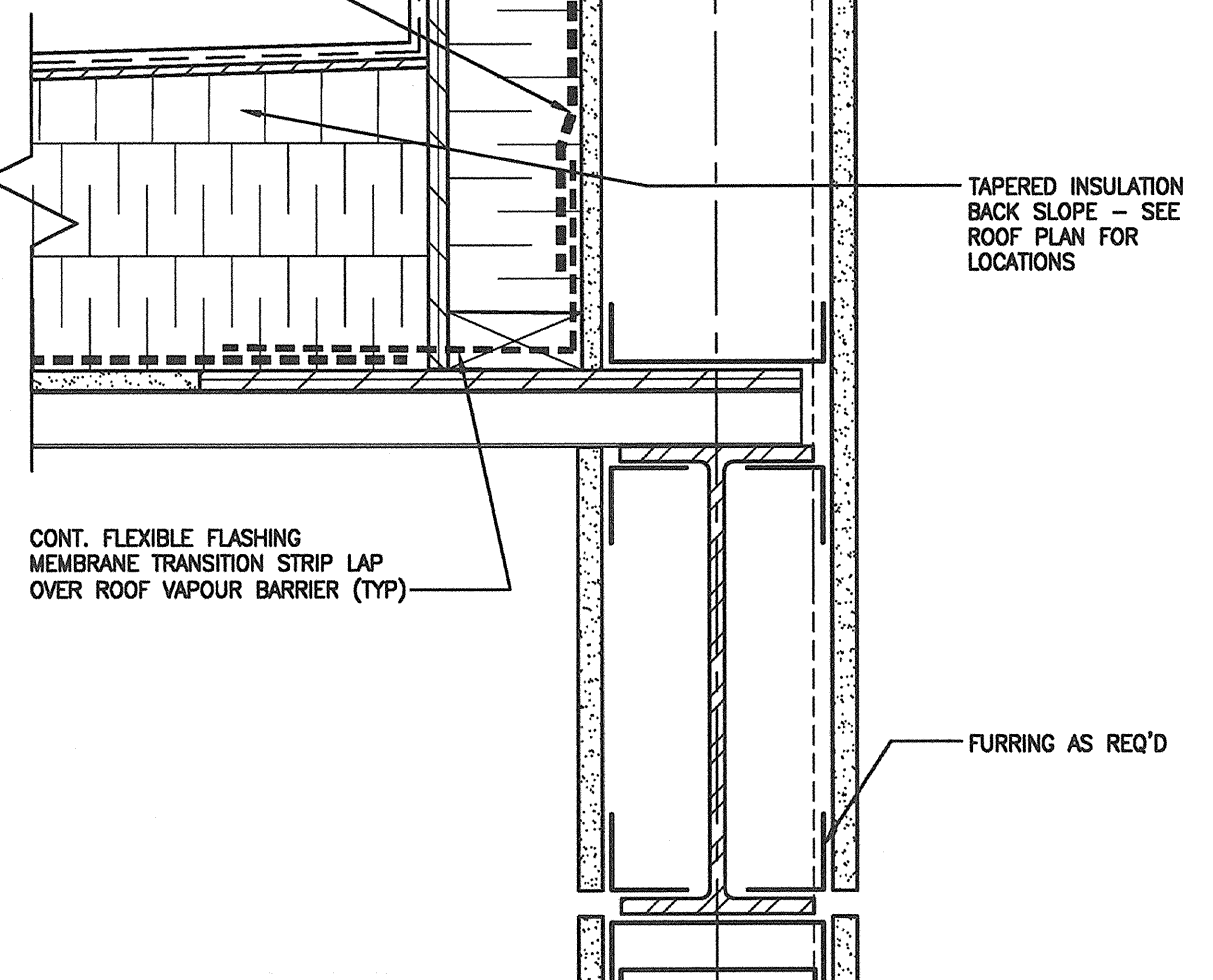 TAPERED INSULATION
BACK SLOPE – SEE
ROOF PLAN FOR
LOCATIONS
CONT. FLEXIBLE FLASHING
MEMBRANE TRANSITION STRIP LAP
OVER ROOF VAPOUR BARRIER (TYP)
FURRING AS REQ'D